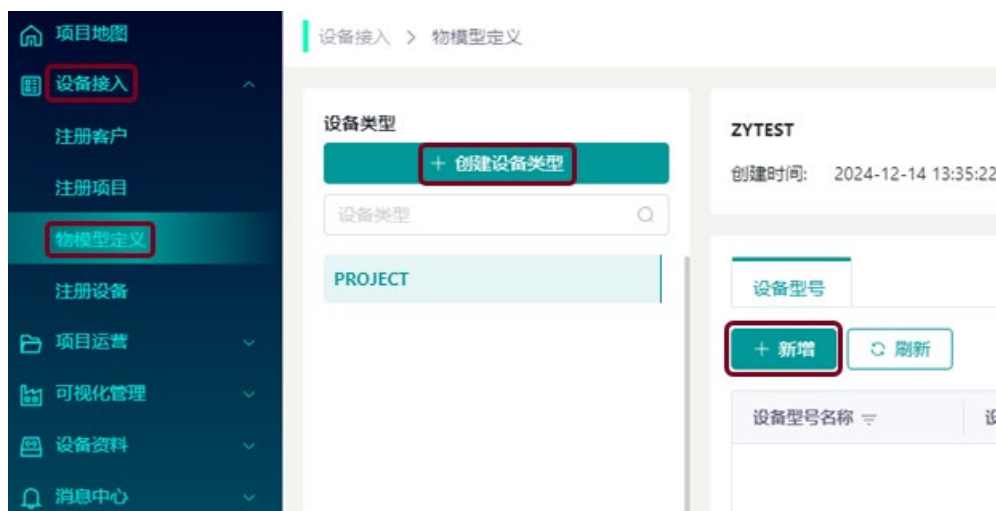 项目地图
设备接入
注册客户
注册项目
物模型定义
注册设备
项目运营
可视化管理
设备资料
消息中心
设备接入 > 物模型定义
设备类型
+ 创建设备类型
设备类型
PROJECT
ZYTEST
创建时间: 2024-12-14 13:35:22
设备型号
+ 新增 刷新
设备型号名称